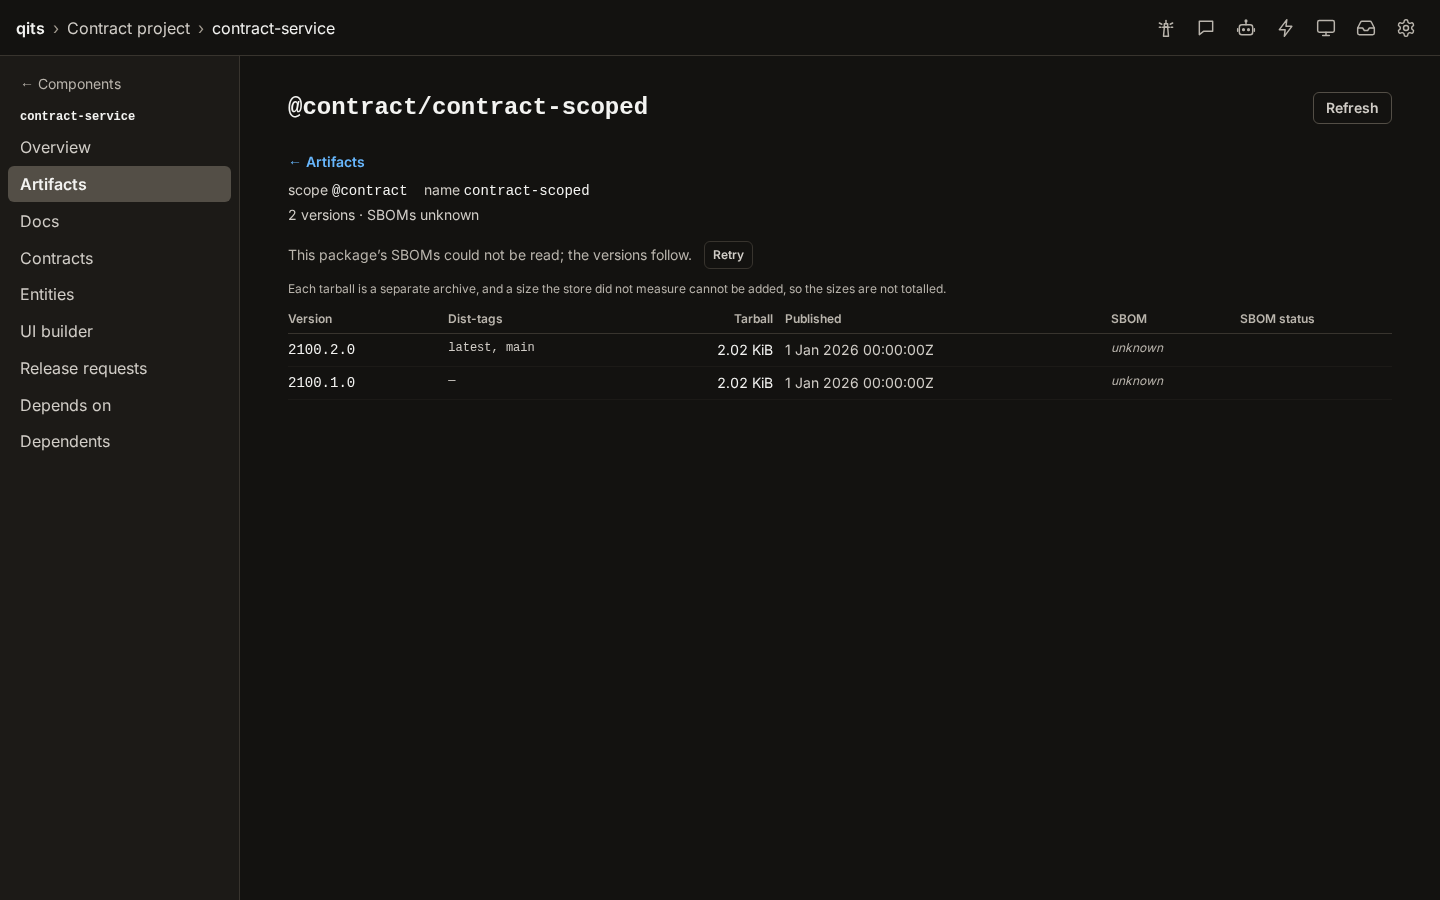 qits › Contract project › contract-service
← Components
contract-service
Overview
Artifacts
Docs
Contracts
Entities
UI builder
Release requests
Depends on
Dependents
@contract/contract-scoped
Refresh
← Artifacts
scope @contract name contract-scoped
2 versions · SBOMs unknown
This package’s SBOMs could not be read; the versions follow. Retry
Each tarball is a separate archive, and a size the store did not measure cannot be added, so the sizes are not totalled.
Version Dist-tags Tarball Published SBOM SBOM status
2100.2.0 latest, main 2.02 KiB 1 Jan 2026 00:00:00Z unknown
2100.1.0 — 2.02 KiB 1 Jan 2026 00:00:00Z unknown